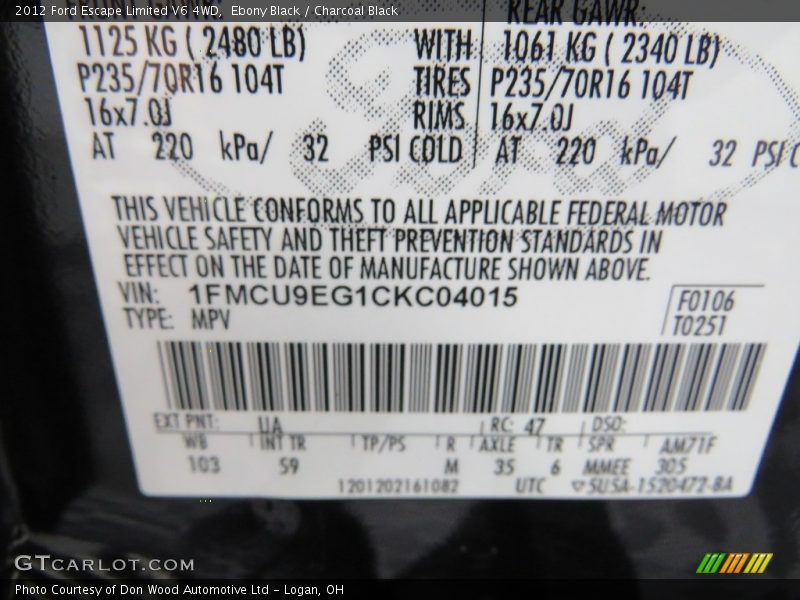 2012 Ford Escape Limited V6 4WD, Ebony Black / Charcoal Black
REAR GAWR:
1125 KG ( 2480 LB) WITH 1061 KG ( 2340 LB)
P235/70R16 104T TIRES P235/70R16 104T
16x7.0J RIMS 16x7.0J
AT 220 kPa/ 32 PSI COLD AT 220 kPa/ 32 PSI C
THIS VEHICLE CONFORMS TO ALL APPLICABLE FEDERAL MOTOR
VEHICLE SAFETY AND THEFT PREVENTION STANDARDS IN
EFFECT ON THE DATE OF MANUFACTURE SHOWN ABOVE.
VIN: 1FMCU9EG1CKC04015 F0106
TYPE: MPV T0251
EXT PNT: UA RC: 47 DSO:
WB INT TR TP/PS R AXLE TR SPR AM71F
103 59 M 35 6 MMEE 305
1201202161082 UTC SU5A-1520472-BA
GTCARLOT.COM
Photo Courtesy of Don Wood Automotive Ltd - Logan, OH